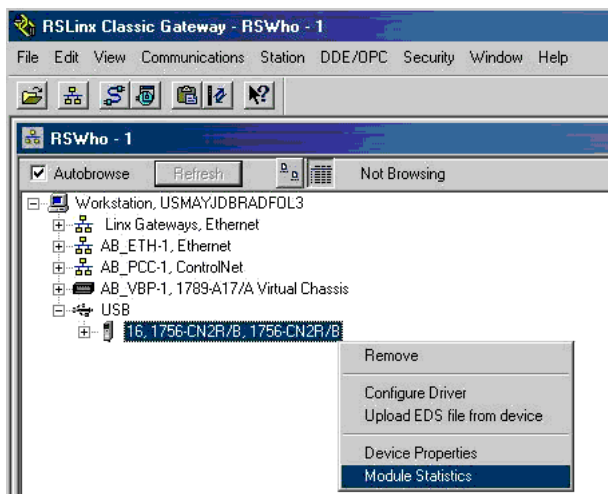 RSLinx Classic Gateway - RSWho - 1
File Edit View Communications Station DDE/OPC Security Window Help
RSWho - 1
Autobrowse Refresh Not Browsing
Workstation, USMAYJDBRADFOL3
Linx Gateways, Ethernet
AB_ETH-1, Ethernet
AB_PCC-1, ControlNet
AB_VBP-1, 1789-A17/A Virtual Chassis
USB
16, 1756-CN2R/B, 1756-CN2R/B
Remove
Configure Driver
Upload EDS file from device
Device Properties
Module Statistics